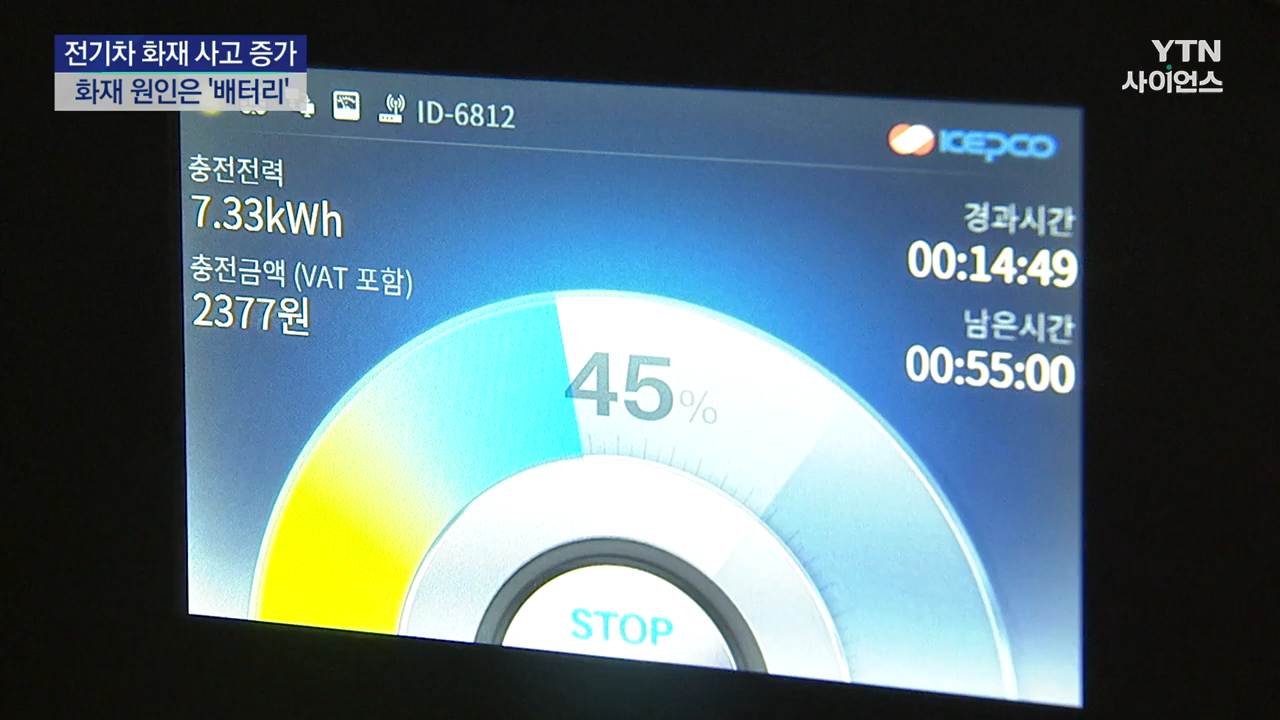 전기차 화재 사고 증가
화재 원인은 '배터리'
YTN
사이언스
ID-6812
KEPCO
충전전력
7.33kWh
충전금액 (VAT 포함)
2377원
경과시간
00:14:49
남은시간
00:55:00
45%
STOP